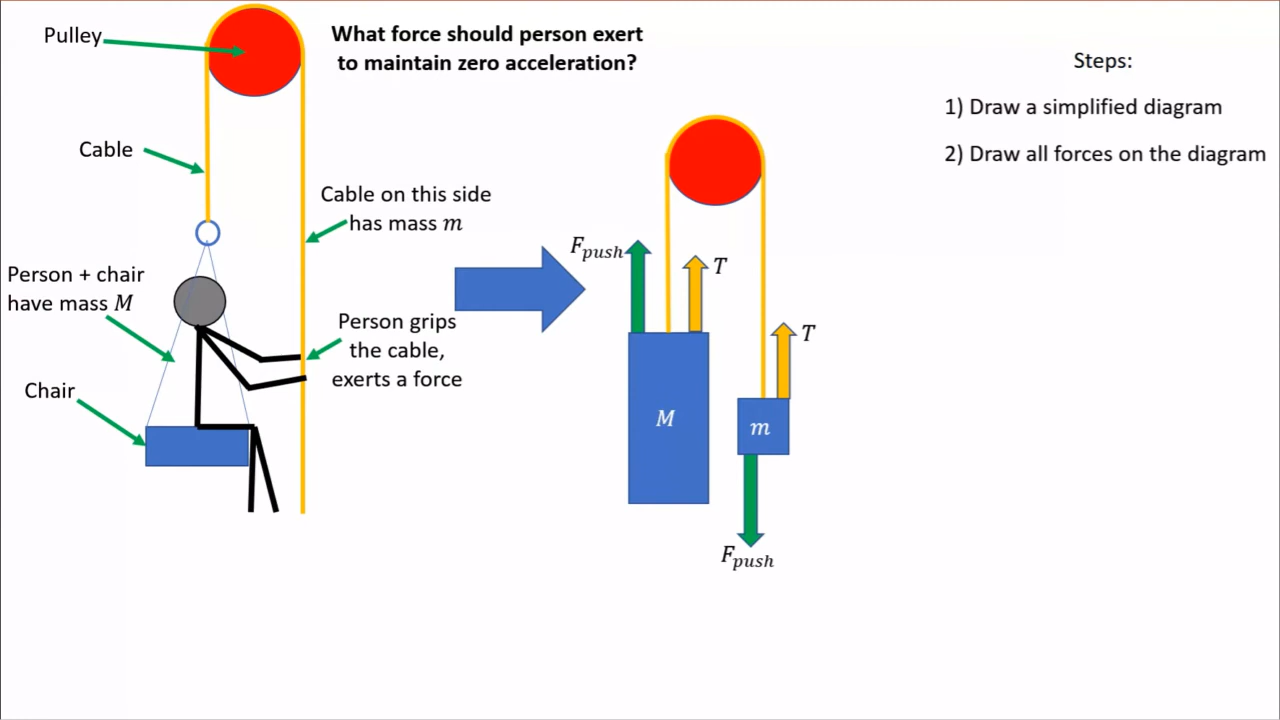 Pulley
What force should person exert
to maintain zero acceleration?
Steps:
1) Draw a simplified diagram
2) Draw all forces on the diagram
Cable
Cable on this side
has mass m
Person + chair
have mass M
Person grips
the cable,
exerts a force
Chair
F_push
T
T
M
m
F_push